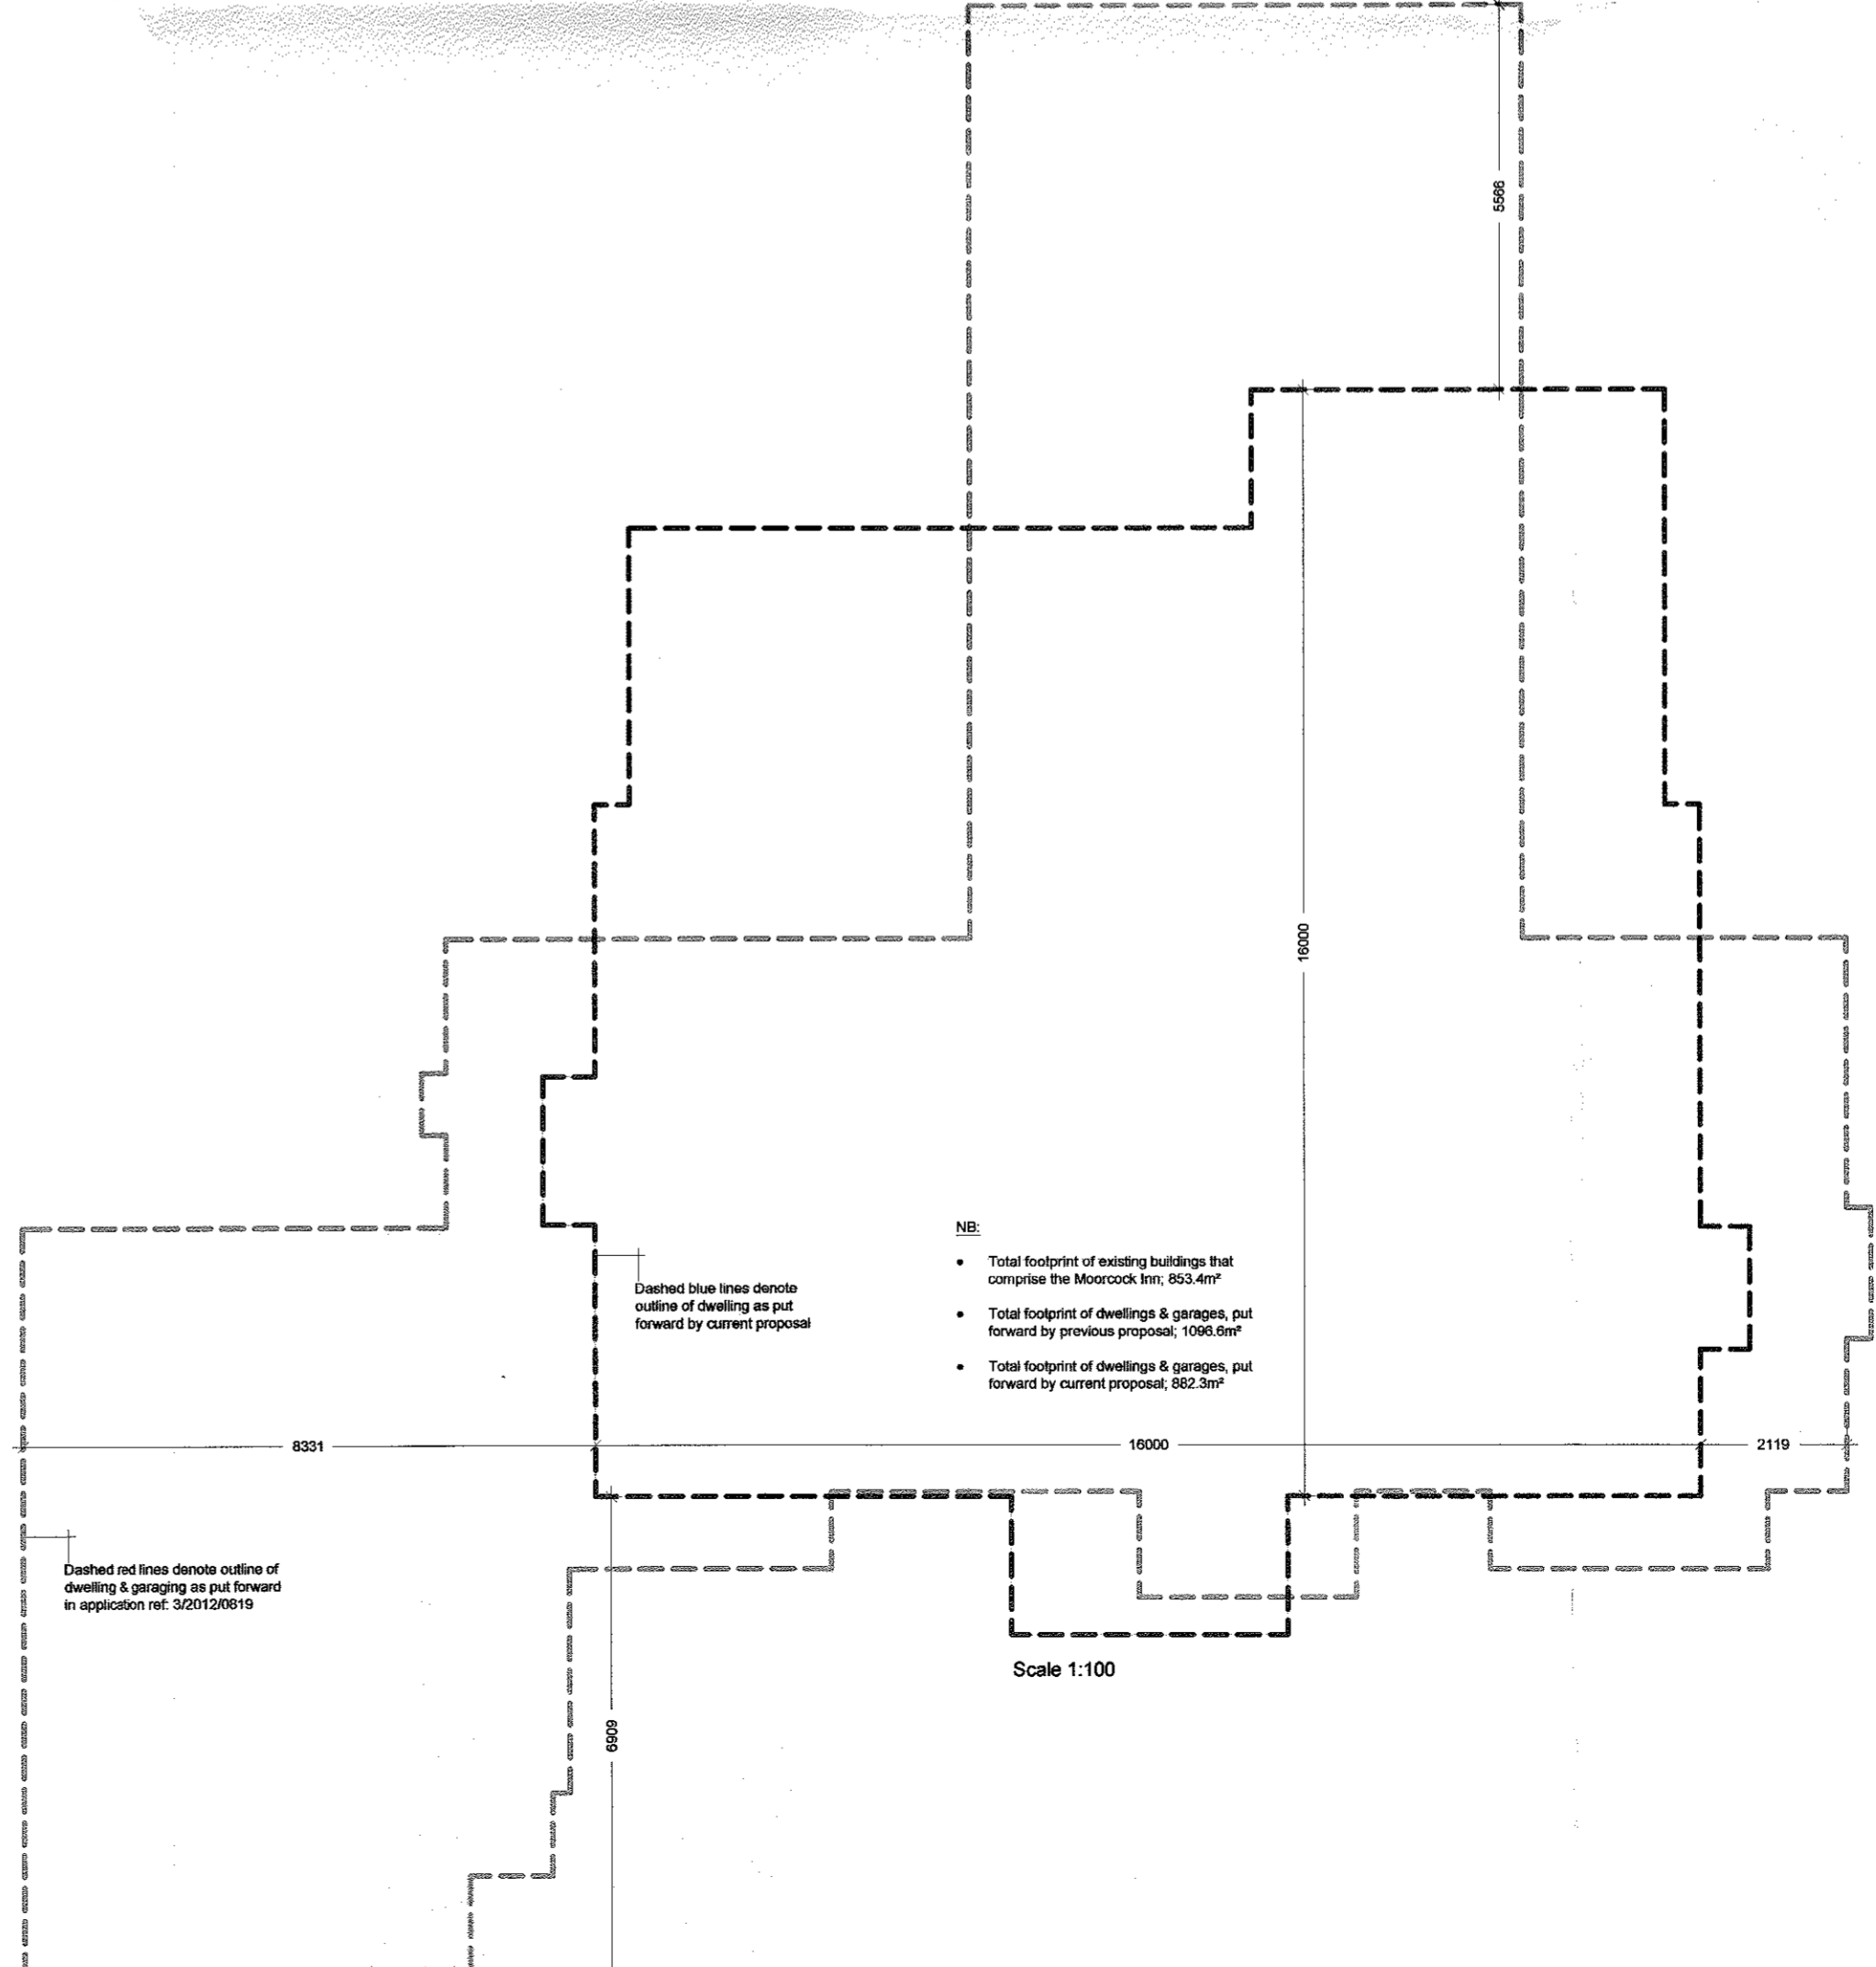 5566
16000
NB:
• Total footprint of existing buildings that
comprise the Moorcock Inn; 853.4m²
• Total footprint of dwellings & garages, put
forward by previous proposal; 1096.6m²
• Total footprint of dwellings & garages, put
forward by current proposal; 882.3m²
Dashed blue lines denote
outline of dwelling as put
forward by current proposal
8331
16000
2119
Dashed red lines denote outline of
dwelling & garaging as put forward
in application ref: 3/2012/0819
Scale 1:100
6909